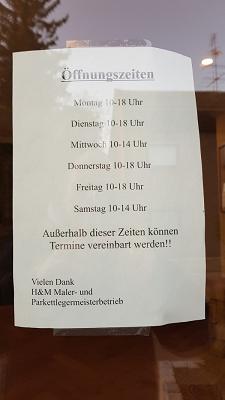 Öffnungszeiten
Montag 10-18 Uhr
Dienstag 10-18 Uhr
Mittwoch 10-14 Uhr
Donnerstag 10-18 Uhr
Freitag 10-18 Uhr
Samstag 10-14 Uhr
Außerhalb dieser Zeiten können
Termine vereinbart werden!!
Vielen Dank
H&M Maler- und
Parkettlegermeisterbetrieb